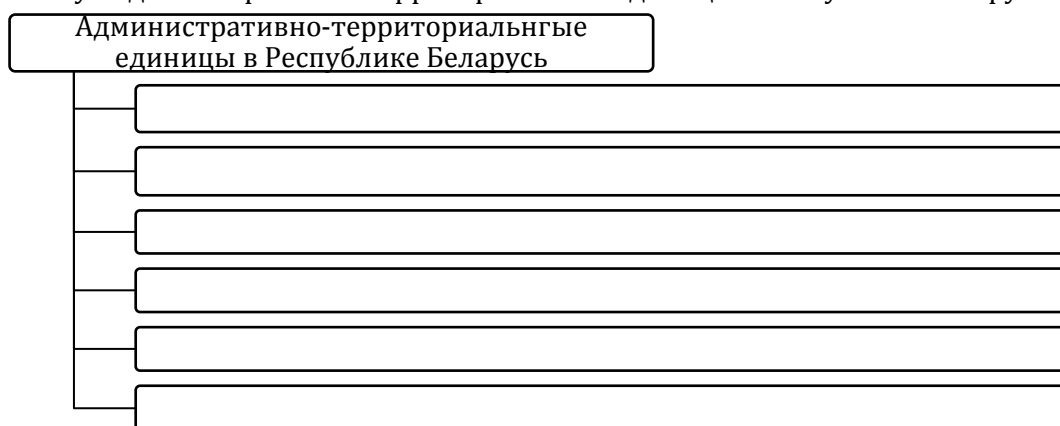 Административно-территориальнгые
единицы в Республике Беларусь